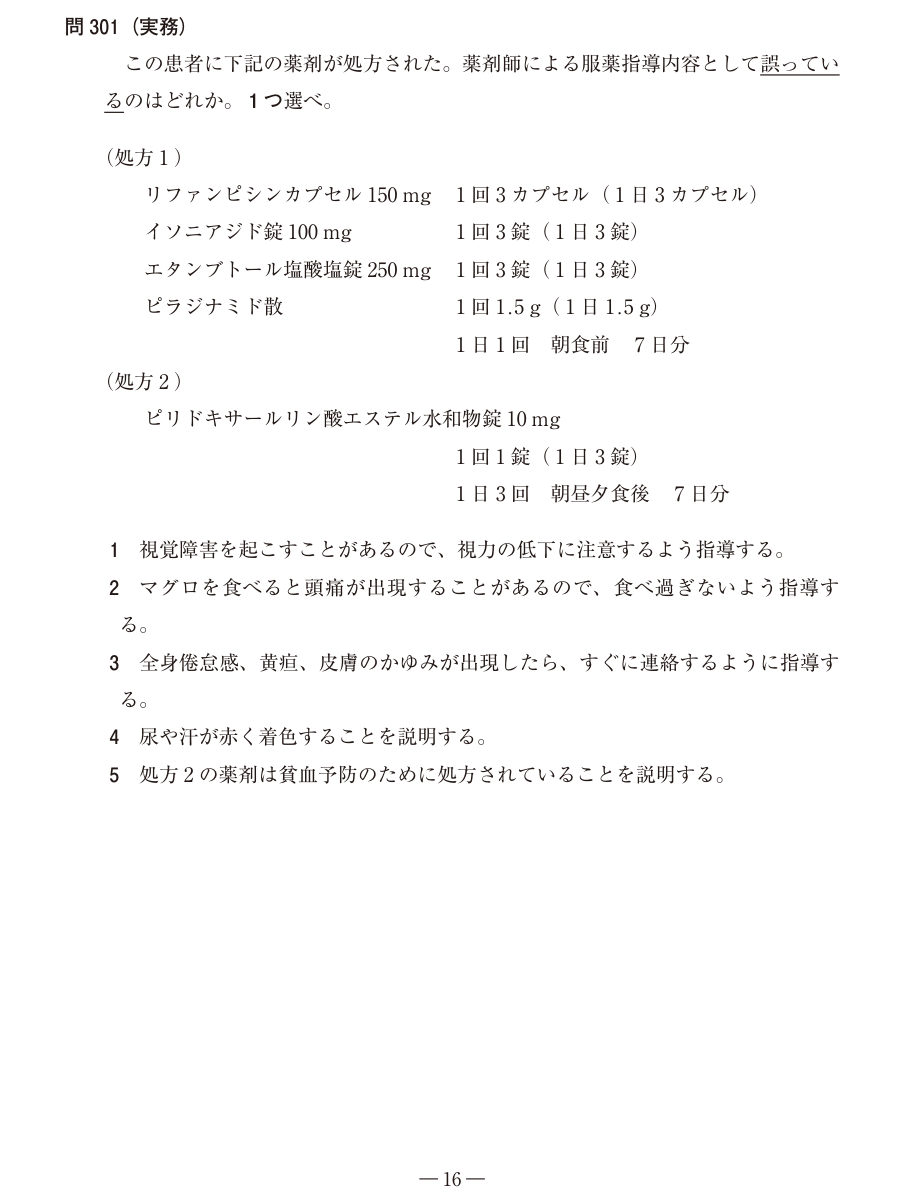 問 301（実務）
この患者に下記の薬剤が処方された。薬剤師による服薬指導内容として誤ってい
るのはどれか。1つ選べ。
（処方１）
リファンピシンカプセル 150 mg　１回３カプセル（１日３カプセル）
イソニアジド錠 100 mg　１回３錠（１日３錠）
エタンブトール塩酸塩錠 250 mg　１回３錠（１日３錠）
ピラジナミド散　１回 1.5 g（１日 1.5 g）
１日１回　朝食前　７日分
（処方２）
ピリドキサールリン酸エステル水和物錠 10 mg
１回１錠（１日３錠）
１日３回　朝昼夕食後　７日分
1　視覚障害を起こすことがあるので、視力の低下に注意するよう指導する。
2　マグロを食べると頭痛が出現することがあるので、食べ過ぎないよう指導す
る。
3　全身倦怠感、黄疸、皮膚のかゆみが出現したら、すぐに連絡するように指導す
る。
4　尿や汗が赤く着色することを説明する。
5　処方２の薬剤は貧血予防のために処方されていることを説明する。
― 16 ―